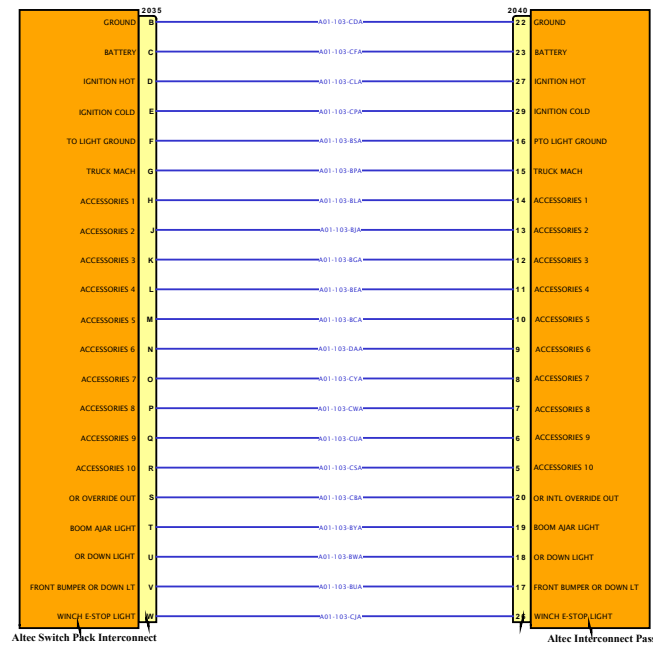 2035 2040
GROUND B A01-103-CDA 22 GROUND
BATTERY C A01-103-CFA 23 BATTERY
IGNITION HOT D A01-103-CLA 27 IGNITION HOT
IGNITION COLD E A01-103-CPA 29 IGNITION COLD
TO LIGHT GROUND F A01-103-BSA 16 PTO LIGHT GROUND
TRUCK MACH G A01-103-BPA 15 TRUCK MACH
ACCESSORIES 1 H A01-103-BLA 14 ACCESSORIES 1
ACCESSORIES 2 J A01-103-BJA 13 ACCESSORIES 2
ACCESSORIES 3 K A01-103-BGA 12 ACCESSORIES 3
ACCESSORIES 4 L A01-103-BEA 11 ACCESSORIES 4
ACCESSORIES 5 M A01-103-BCA 10 ACCESSORIES 5
ACCESSORIES 6 N A01-103-DAA 9 ACCESSORIES 6
ACCESSORIES 7 O A01-103-CYA 8 ACCESSORIES 7
ACCESSORIES 8 P A01-103-CWA 7 ACCESSORIES 8
ACCESSORIES 9 Q A01-103-CUA 6 ACCESSORIES 9
ACCESSORIES 10 R A01-103-CSA 5 ACCESSORIES 10
OR OVERRIDE OUT S A01-103-CBA 20 OR INTL OVERRIDE OUT
BOOM AJAR LIGHT T A01-103-BYA 19 BOOM AJAR LIGHT
OR DOWN LIGHT U A01-103-BWA 18 OR DOWN LIGHT
FRONT BUMPER OR DOWN LT V A01-103-BUA 17 FRONT BUMPER OR DOWN LT
WINCH E-STOP LIGHT W A01-103-CJA WINCH E-STOP LIGHT
Altec Switch Pack Interconnect Altec Interconnect Pas